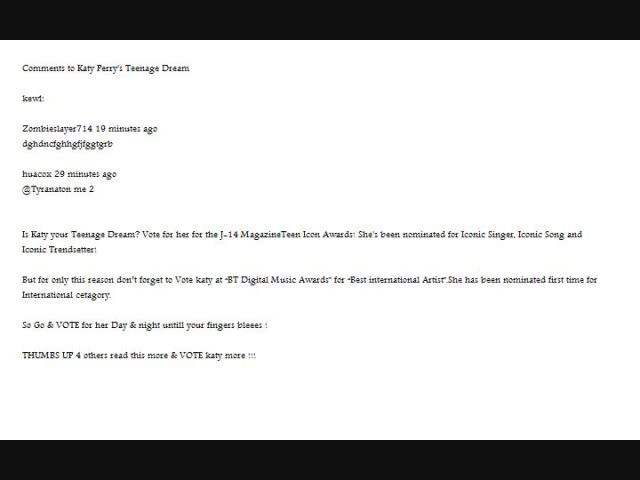 Comments to Katy Perry's Teenage Dream
kewl!
Zombieslayer714 19 minutes ago
dghdncfghhgfjfggtgrb
huacox 29 minutes ago
@Tyranaton me 2
Is Katy your Teenage Dream? Vote for her for the J-14 MagazineTeen Icon Awards! She's been nominated for Iconic Singer, Iconic Song and
Iconic Trendsetter!
But for only this reason don't forget to Vote katy at "BT Digital Music Awards" for "Best international Artist".She has been nominated first time for
International cetagory.
So Go & VOTE for her Day & night untill your fingers bleees !
THUMBS UP 4 others read this more & VOTE katy more !!!